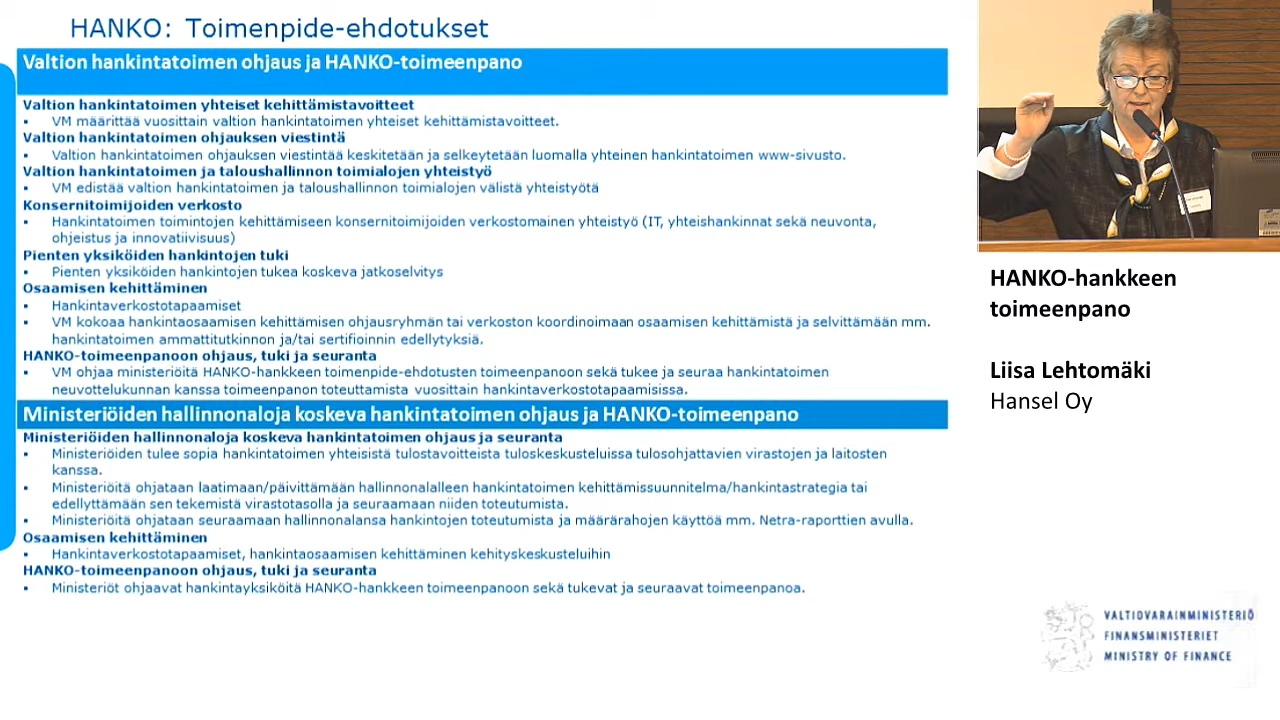 HANKO: Toimenpide-ehdotukset
Valtion hankintatoimen ohjaus ja HANKO-toimeenpano
Valtion hankintatoimen yhteiset kehittämistavoitteet
▪ VM määrittää vuosittain valtion hankintatoimen yhteiset kehittämistavoitteet.
Valtion hankintatoimen ohjauksen viestintä
▪ Valtion hankintatoimen ohjauksen viestintää keskitetään ja selkeytetään luomalla yhteinen hankintatoimen www-sivusto.
Valtion hankintatoimen ja taloushallinnon toimialojen yhteistyö
▪ VM edistää valtion hankintatoimen ja taloushallinnon toimialojen välistä yhteistyötä
Konsernitoimijoiden verkosto
▪ Hankintatoimen toimintojen kehittämiseen konsernitoimijoiden verkostomainen yhteistyö (IT, yhteishankinnat sekä neuvonta,
ohjeistus ja innovatiivisuus)
Pienten yksiköiden hankintojen tuki
▪ Pienten yksiköiden hankintojen tukea koskeva jatkoselvitys
Osaamisen kehittäminen
▪ Hankintaverkostotapaamiset
▪ VM kokoaa hankintaosaamisen kehittämisen ohjausryhmän tai verkoston koordinoimaan osaamisen kehittämistä ja selvittämään mm.
hankintatoimen ammattitutkinnon ja/tai sertifioinnin edellytyksiä.
HANKO-toimeenpanoon ohjaus, tuki ja seuranta
▪ VM ohjaa ministeriöitä HANKO-hankkeen toimenpide-ehdotusten toimeenpanoon sekä tukee ja seuraa hankintatoimen
neuvottelukunnan kanssa toimeenpanon toteuttamista vuosittain hankintaverkostotapaamisissa.
Ministeriöiden hallinnonaloja koskeva hankintatoimen ohjaus ja HANKO-toimeenpano
Ministeriöiden hallinnonaloja koskeva hankintatoimen ohjaus ja seuranta
▪ Ministeriöiden tulee sopia hankintatoimen yhteisistä tulostavoitteista tuloskeskusteluissa tulosohjattavien virastojen ja laitosten
kanssa.
▪ Ministeriöitä ohjataan laatimaan/päivittämään hallinnonalalleen hankintatoimen kehittämissuunnitelma/hankintastrategia tai
edellyttämään sen tekemistä virastotasolla ja seuraamaan niiden toteutumista.
▪ Ministeriöitä ohjataan seuraamaan hallinnonalansa hankintojen toteutumista ja määrärahojen käyttöä mm. Netra-raporttien avulla.
Osaamisen kehittäminen
▪ Hankintaverkostotapaamiset, hankintaosaamisen kehittäminen kehityskeskusteluihin
HANKO-toimeenpanoon ohjaus, tuki ja seuranta
▪ Ministeriöt ohjaavat hankintayksiköitä HANKO-hankkeen toimeenpanoon sekä tukevat ja seuraavat toimeenpanoa.
HANKO-hankkeen
toimeenpano
Liisa Lehtomäki
Hansel Oy
VALTIOVARAINMINISTERIÖ
FINANSMINISTERIET
MINISTRY OF FINANCE